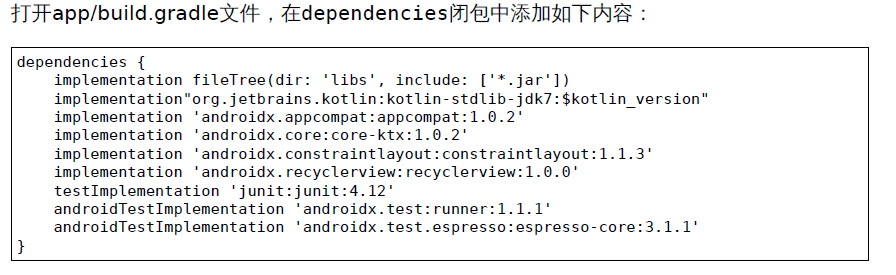 打开app/build.gradle文件，在dependencies闭包中添加如下内容：
dependencies {
    implementation fileTree(dir: 'libs', include: ['*.jar'])
    implementation"org.jetbrains.kotlin:kotlin-stdlib-jdk7:$kotlin_version"
    implementation 'androidx.appcompat:appcompat:1.0.2'
    implementation 'androidx.core:core-ktx:1.0.2'
    implementation 'androidx.constraintlayout:constraintlayout:1.1.3'
    implementation 'androidx.recyclerview:recyclerview:1.0.0'
    testImplementation 'junit:junit:4.12'
    androidTestImplementation 'androidx.test:runner:1.1.1'
    androidTestImplementation 'androidx.test.espresso:espresso-core:3.1.1'
}